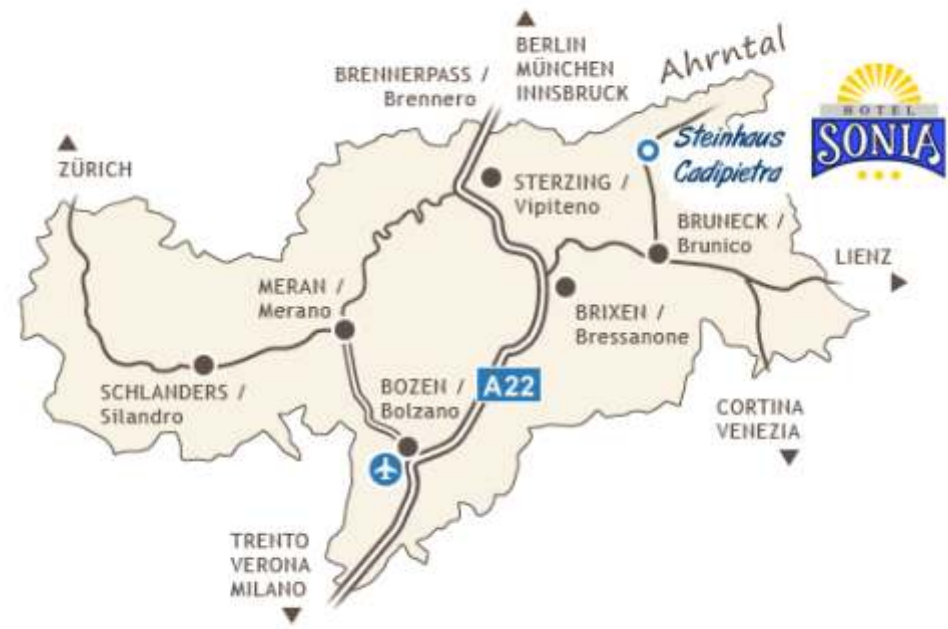 BERLIN
MÜNCHEN
INNSBRUCK
BRENNERPASS /
Brennero
Ahrntal
HOTEL
SONIA
Steinhaus
Cadipietra
ZÜRICH
STERZING /
Vipiteno
BRUNECK /
Brunico
LIENZ
MERAN /
Merano
BRIXEN /
Bressanone
SCHLANDERS /
Silandro
BOZEN /
Bolzano
A22
CORTINA
VENEZIA
TRENTO
VERONA
MILANO